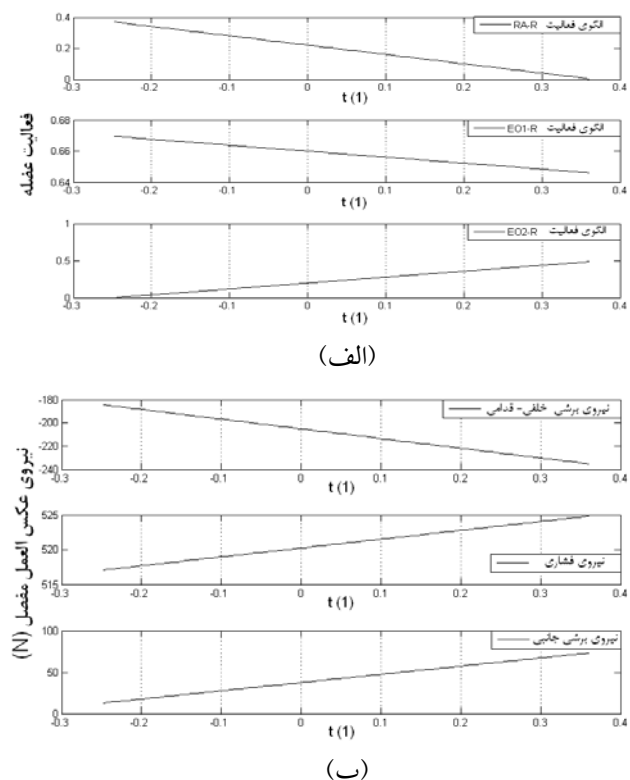 فعالیت عضله
0.4
0.2
0
الگوی فعالیت RA-R
-0.3 -0.2 -0.1 0 0.1 0.2 0.3 0.4
t (1)
0.68
0.66
0.64
الگوی فعالیت EO1-R
-0.3 -0.2 -0.1 0 0.1 0.2 0.3 0.4
t (1)
1
0.5
0
الگوی فعالیت EO2-R
-0.3 -0.2 -0.1 0 0.1 0.2 0.3 0.4
t (1)
(الف)
نیروی عکس العمل مفصل (N)
-180
-200
-220
-240
نیروی برشی خلفی- قدامی
-0.3 -0.2 -0.1 0 0.1 0.2 0.3 0.4
t (1)
525
520
515
نیروی فشاری
-0.3 -0.2 -0.1 0 0.1 0.2 0.3 0.4
t (1)
100
50
0
نیروی برشی جانبی
-0.3 -0.2 -0.1 0 0.1 0.2 0.3 0.4
t (1)
(ب)